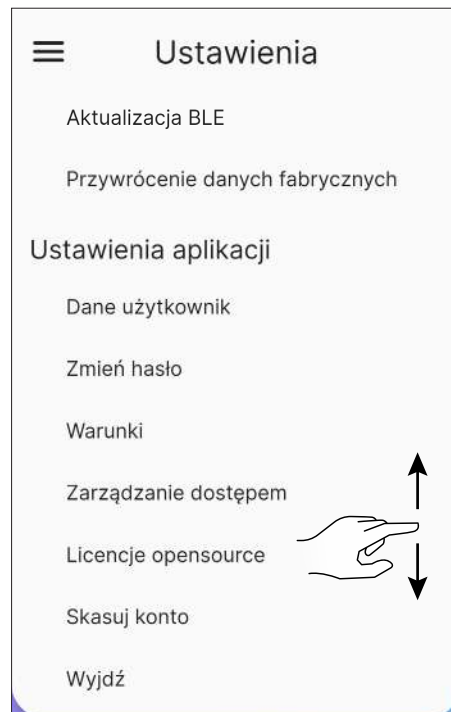 Ustawienia
Aktualizacja BLE
Przywrócenie danych fabrycznych
Ustawienia aplikacji
Dane użytkownik
Zmień hasło
Warunki
Zarządzanie dostępem
Licencje opensource
Skasuj konto
Wyjdź